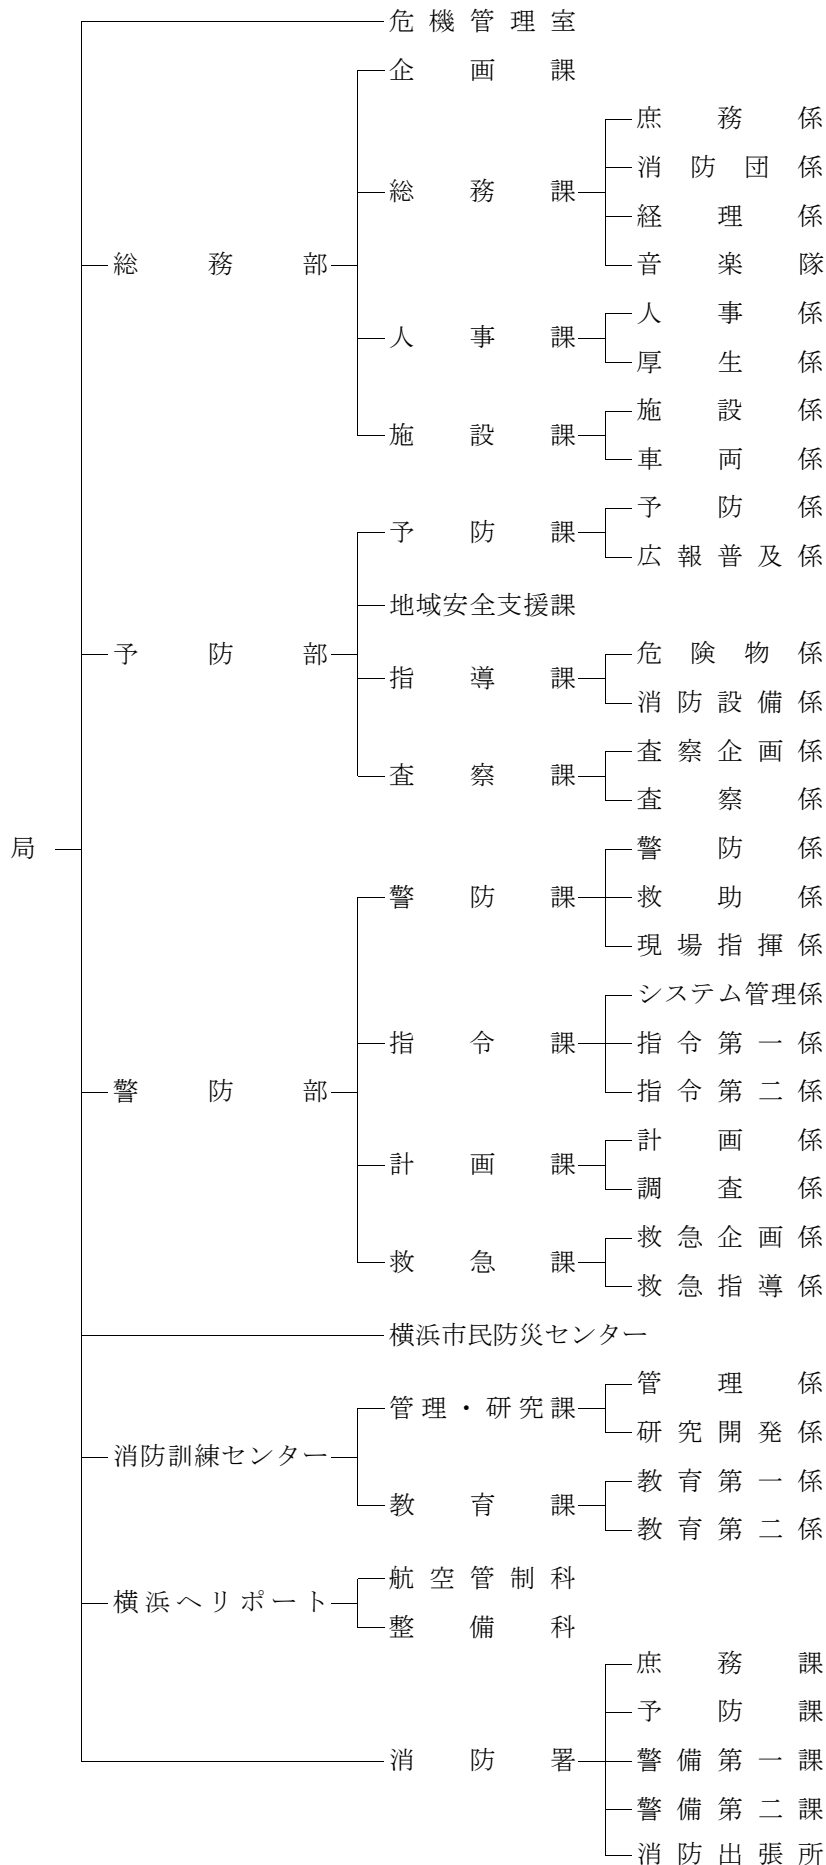 危機管理室
企画課
庶務係
消防団係
総務課
経理係
総務部
音楽隊
人事係
人事課
厚生係
施設係
施設課
車両係
予防係
予防課
広報普及係
地域安全支援課
予防部
危険物係
指導課
消防設備係
査察企画係
査察課
査察係
局
警防係
警防課
救助係
現場指揮係
システム管理係
指令課
指令第一係
警防部
指令第二係
計画係
計画課
調査係
救急企画係
救急課
救急指導係
横浜市民防災センター
管理係
管理・研究課
研究開発係
消防訓練センター
教育第一係
教育課
教育第二係
航空管制科
横浜ヘリポート
整備科
庶務課
予防課
消防署
警備第一課
警備第二課
消防出張所